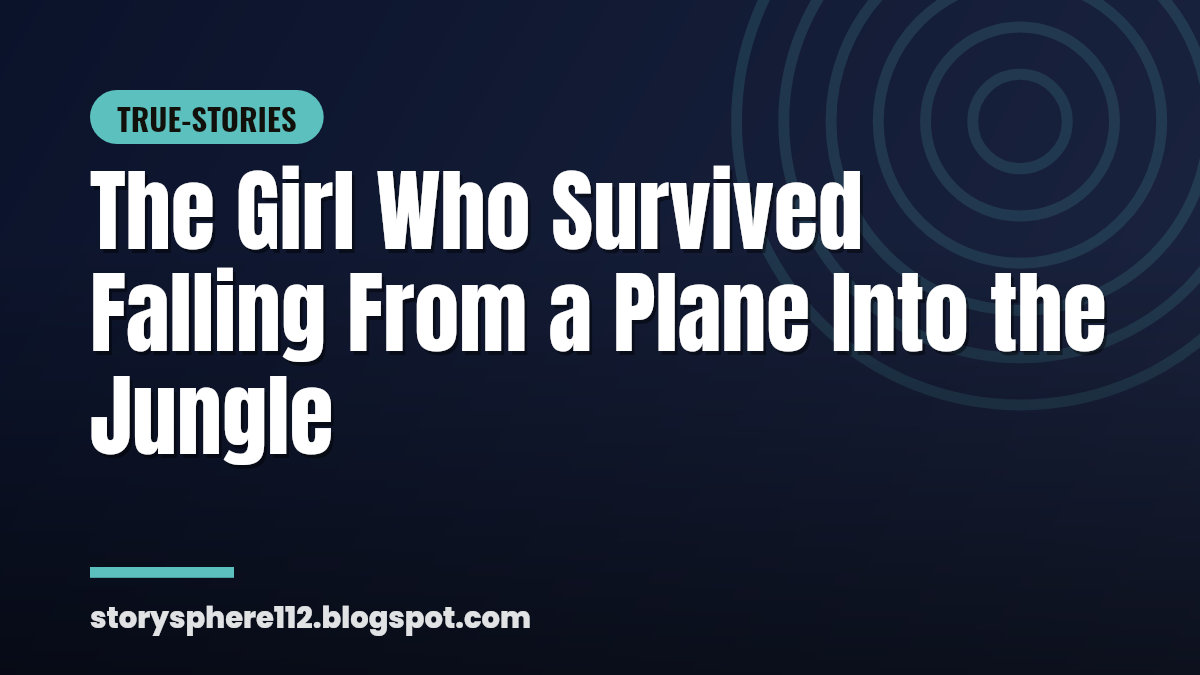 TRUE-STORIES
The Girl Who Survived
Falling From a Plane Into the
Jungle
storysphere112.blogspot.com